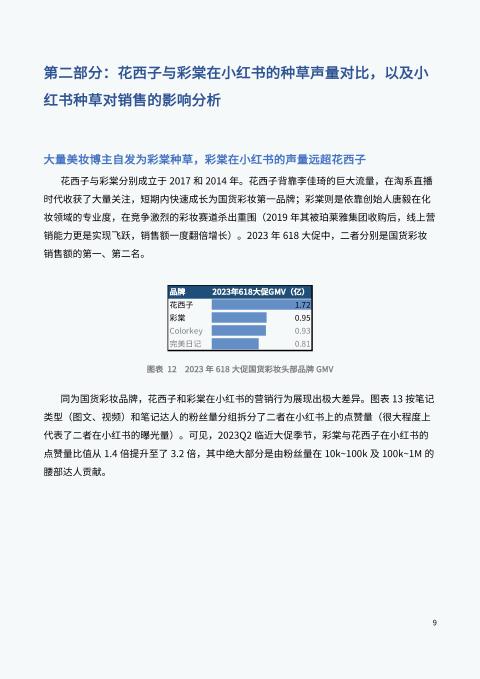 第二部分：花西子与彩棠在小红书的种草声量对比，以及小
红书种草对销售的影响分析
大量美妆博主自发为彩棠种草，彩棠在小红书的声量远超花西子
花西子与彩棠分别成立于 2017 和 2014 年。花西子背靠李佳琦的巨大流量，在淘系直播
时代收获了大量关注，短期内快速成长为国货彩妆第一品牌；彩棠则是依靠创始人唐毅在化
妆领域的专业度，在竞争激烈的彩妆赛道杀出重围（2019 年其被珀莱雅集团收购后，线上营
销能力更是实现飞跃，销售额一度翻倍增长）。2023 年 618 大促中，二者分别是国货彩妆
销售额的第一、第二名。
品牌 2023年618大促GMV（亿）
花西子 1.72
彩棠 0.95
Colorkey 0.93
完美日记 0.81
图表 12 2023 年 618 大促国货彩妆头部品牌 GMV
同为国货彩妆品牌，花西子和彩棠在小红书的营销行为展现出极大差异。图表 13 按笔记
类型（图文、视频）和笔记达人的粉丝量分组拆分了二者在小红书上的点赞量（很大程度上
代表了二者在小红书的曝光量）。可见，2023Q2 临近大促季节，彩棠与花西子在小红书的
点赞量比值从 1.4 倍提升至了 3.2 倍，其中绝大部分是由粉丝量在 10k~100k 及 100k~1M 的
腰部达人贡献。
9